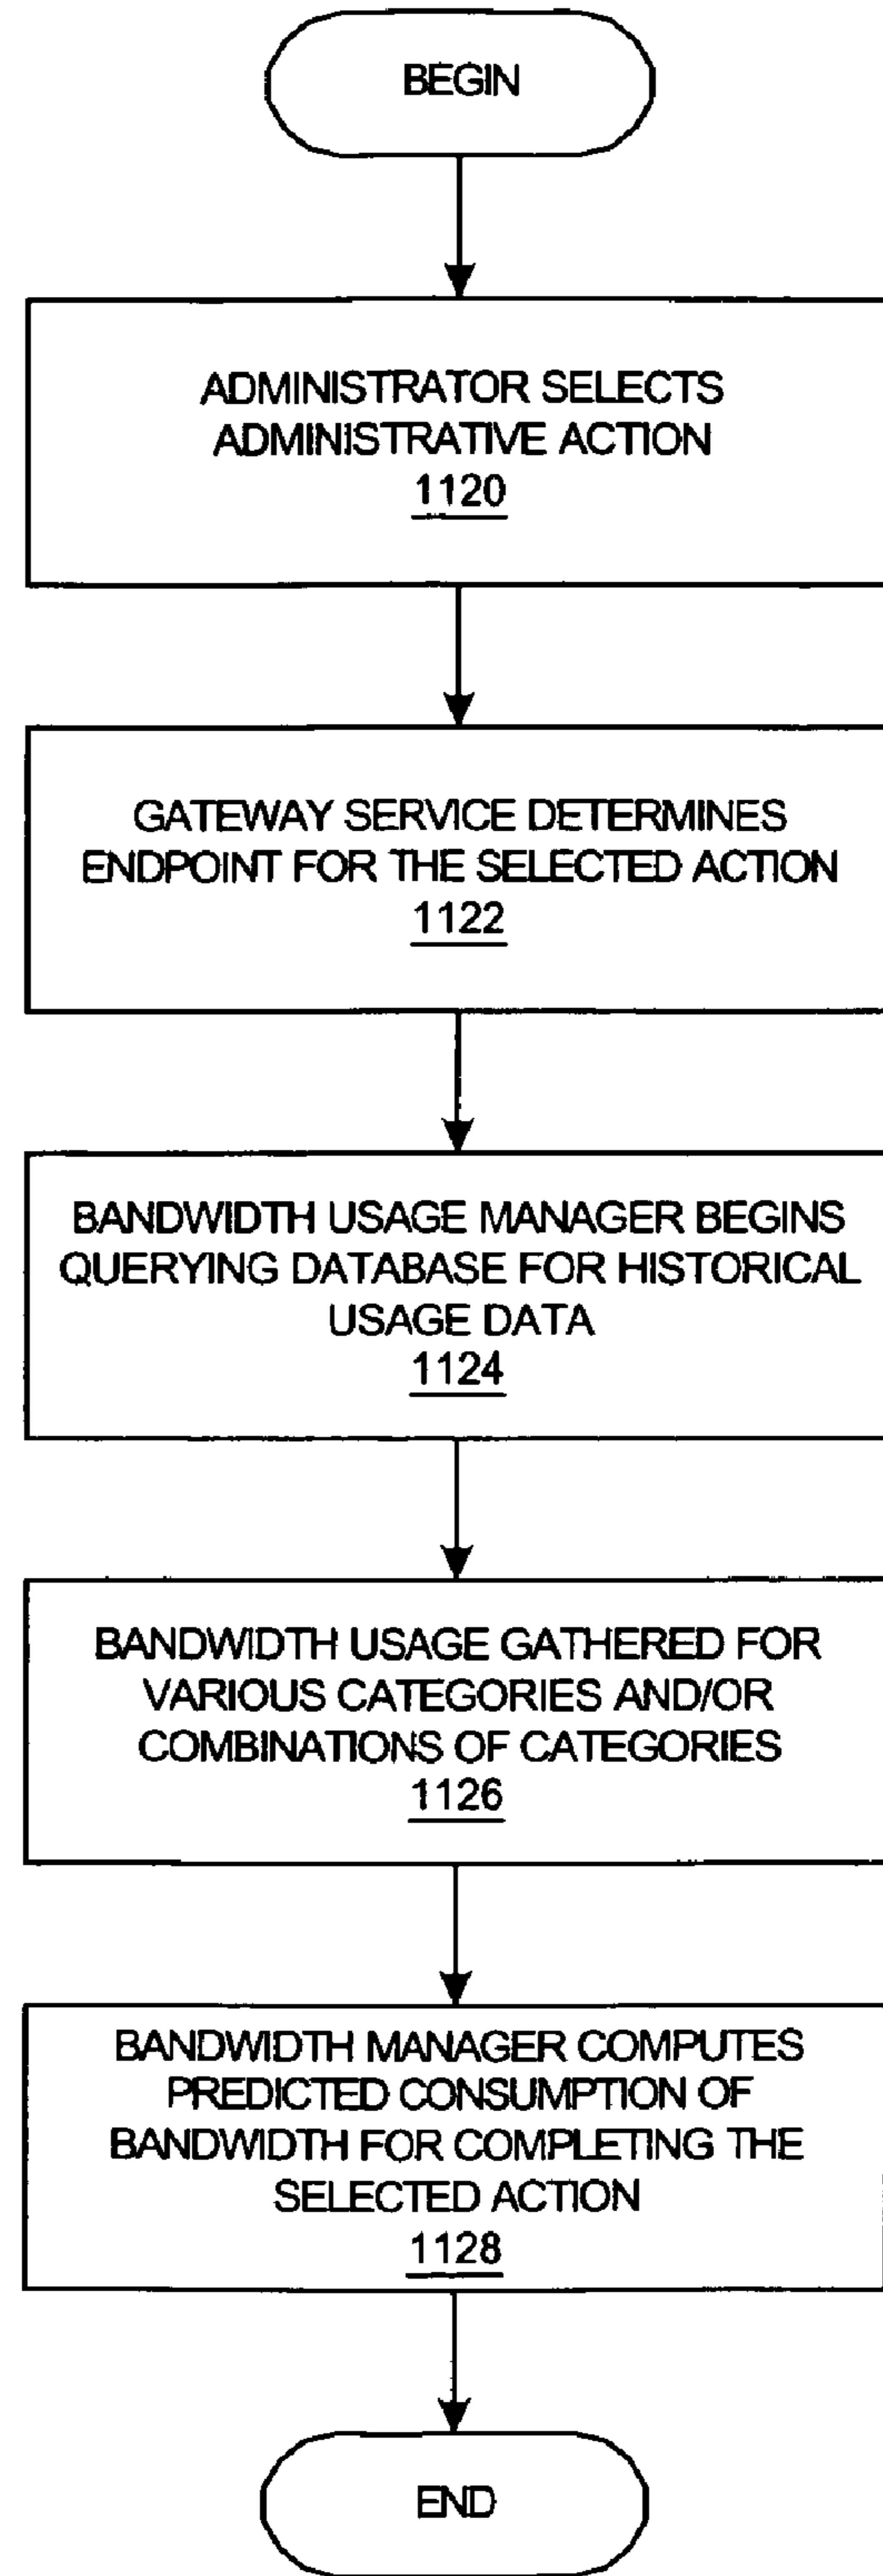 BEGIN
ADMINISTRATOR SELECTS
ADMINISTRATIVE ACTION
1120
GATEWAY SERVICE DETERMINES
ENDPOINT FOR THE SELECTED ACTION
1122
BANDWIDTH USAGE MANAGER BEGINS
QUERYING DATABASE FOR HISTORICAL
USAGE DATA
1124
BANDWIDTH USAGE GATHERED FOR
VARIOUS CATEGORIES AND/OR
COMBINATIONS OF CATEGORIES
1126
BANDWIDTH MANAGER COMPUTES
PREDICTED CONSUMPTION OF
BANDWIDTH FOR COMPLETING THE
SELECTED ACTION
1128
END